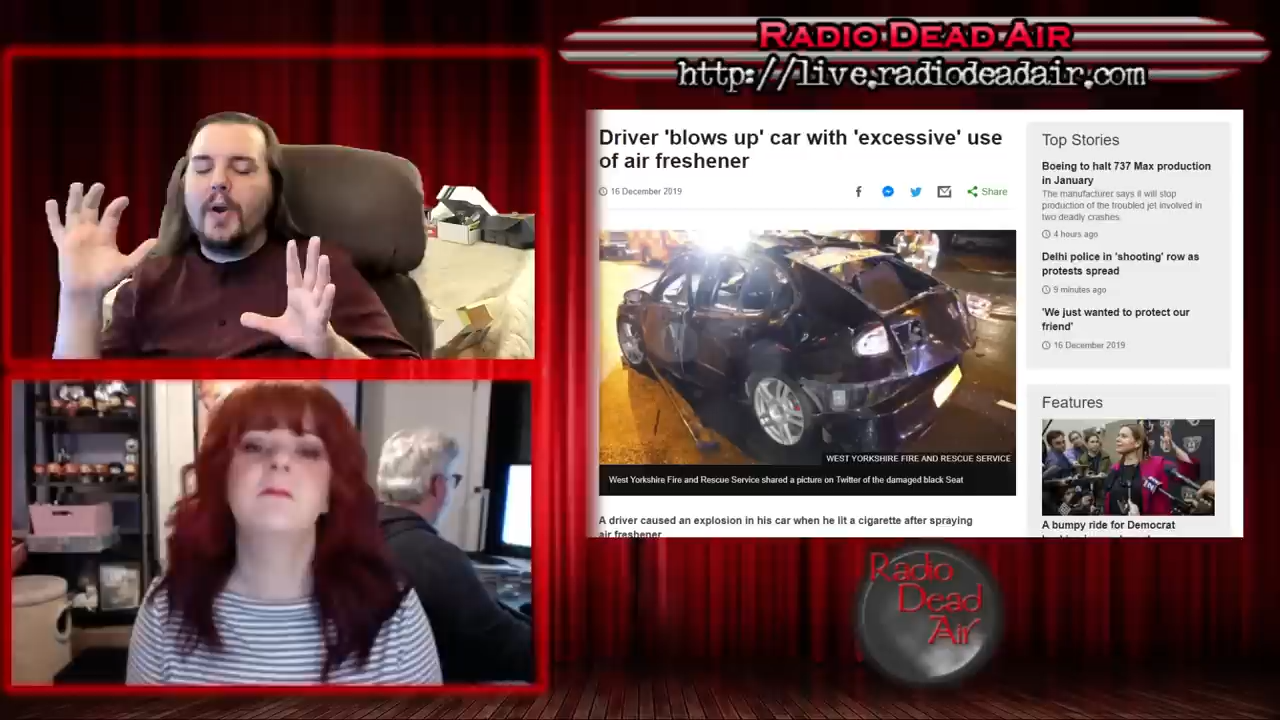 RADIO DEAD AIR
http://live.radiodeadair.com
Driver 'blows up' car with 'excessive' use
of air freshener
16 December 2019
Share
WEST YORKSHIRE FIRE AND RESCUE SERVICE
West Yorkshire Fire and Rescue Service shared a picture on Twitter of the damaged black Seat
A driver caused an explosion in his car when he lit a cigarette after spraying
air freshener
Top Stories
Boeing to halt 737 Max production
in January
The manufacturer says it will stop
production of the troubled jet involved in
two deadly crashes.
4 hours ago
Delhi police in 'shooting' row as
protests spread
9 minutes ago
'We just wanted to protect our
friend'
16 December 2019
Features
A bumpy ride for Democrat
Radio
Dead
Air